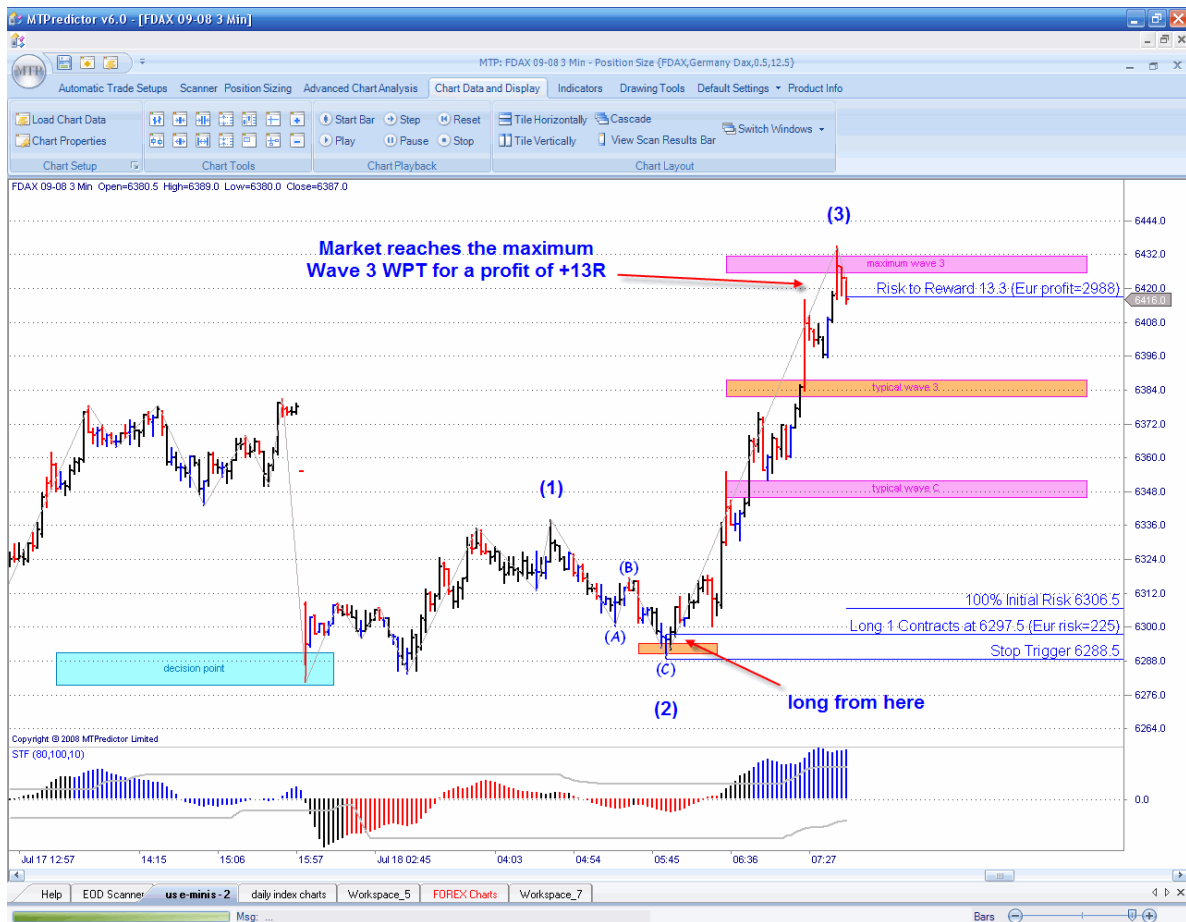 MTPredictor v6.0 - [FDAX 09-08 3 Min]
MTP
MTP: FDAX 09-08 3 Min - Position Size {FDAX,Germany Dax,0.5,12.5}
Automatic Trade Setups Scanner Position Sizing Advanced Chart Analysis Chart Data and Display Indicators Drawing Tools Default Settings Product Info
Load Chart Data Start Bar Step Reset Tile Horizontally Cascade Switch Windows
Chart Properties Play Pause Stop Tile Vertically View Scan Results Bar
Chart Setup Chart Tools Chart Playback Chart Layout
FDAX 09-08 3 Min Open=6380.5 High=6389.0 Low=6380.0 Close=6387.0
(3)
6444.0
Market reaches the maximum
Wave 3 WPT for a profit of +13R
6432.0
maximum wave 3
Risk to Reward 13.3 (Eur profit=2988)
6420.0
6416.0
6408.0
6396.0
typical wave 3
6384.0
6372.0
6360.0
(1)
typical wave C
6348.0
6336.0
6324.0
(B)
6312.0
100% Initial Risk 6306.5
(A)
6300.0
Long 1 Contracts at 6297.5 (Eur risk=225)
Stop Trigger 6288.5
6288.0
decision point
(C)
6276.0
(2)
long from here
6264.0
Copyright © 2008 MTPredictor Limited
STF (80,100,10)
0.0
Jul 17 12:57 14:15 15:06 15:57 Jul 18 02:45 04:03 04:54 05:45 06:36 07:27
Help EOD Scanner us e-minis - 2 daily index charts Workspace_5 FOREX Charts Workspace_7
Msg: ... Bars